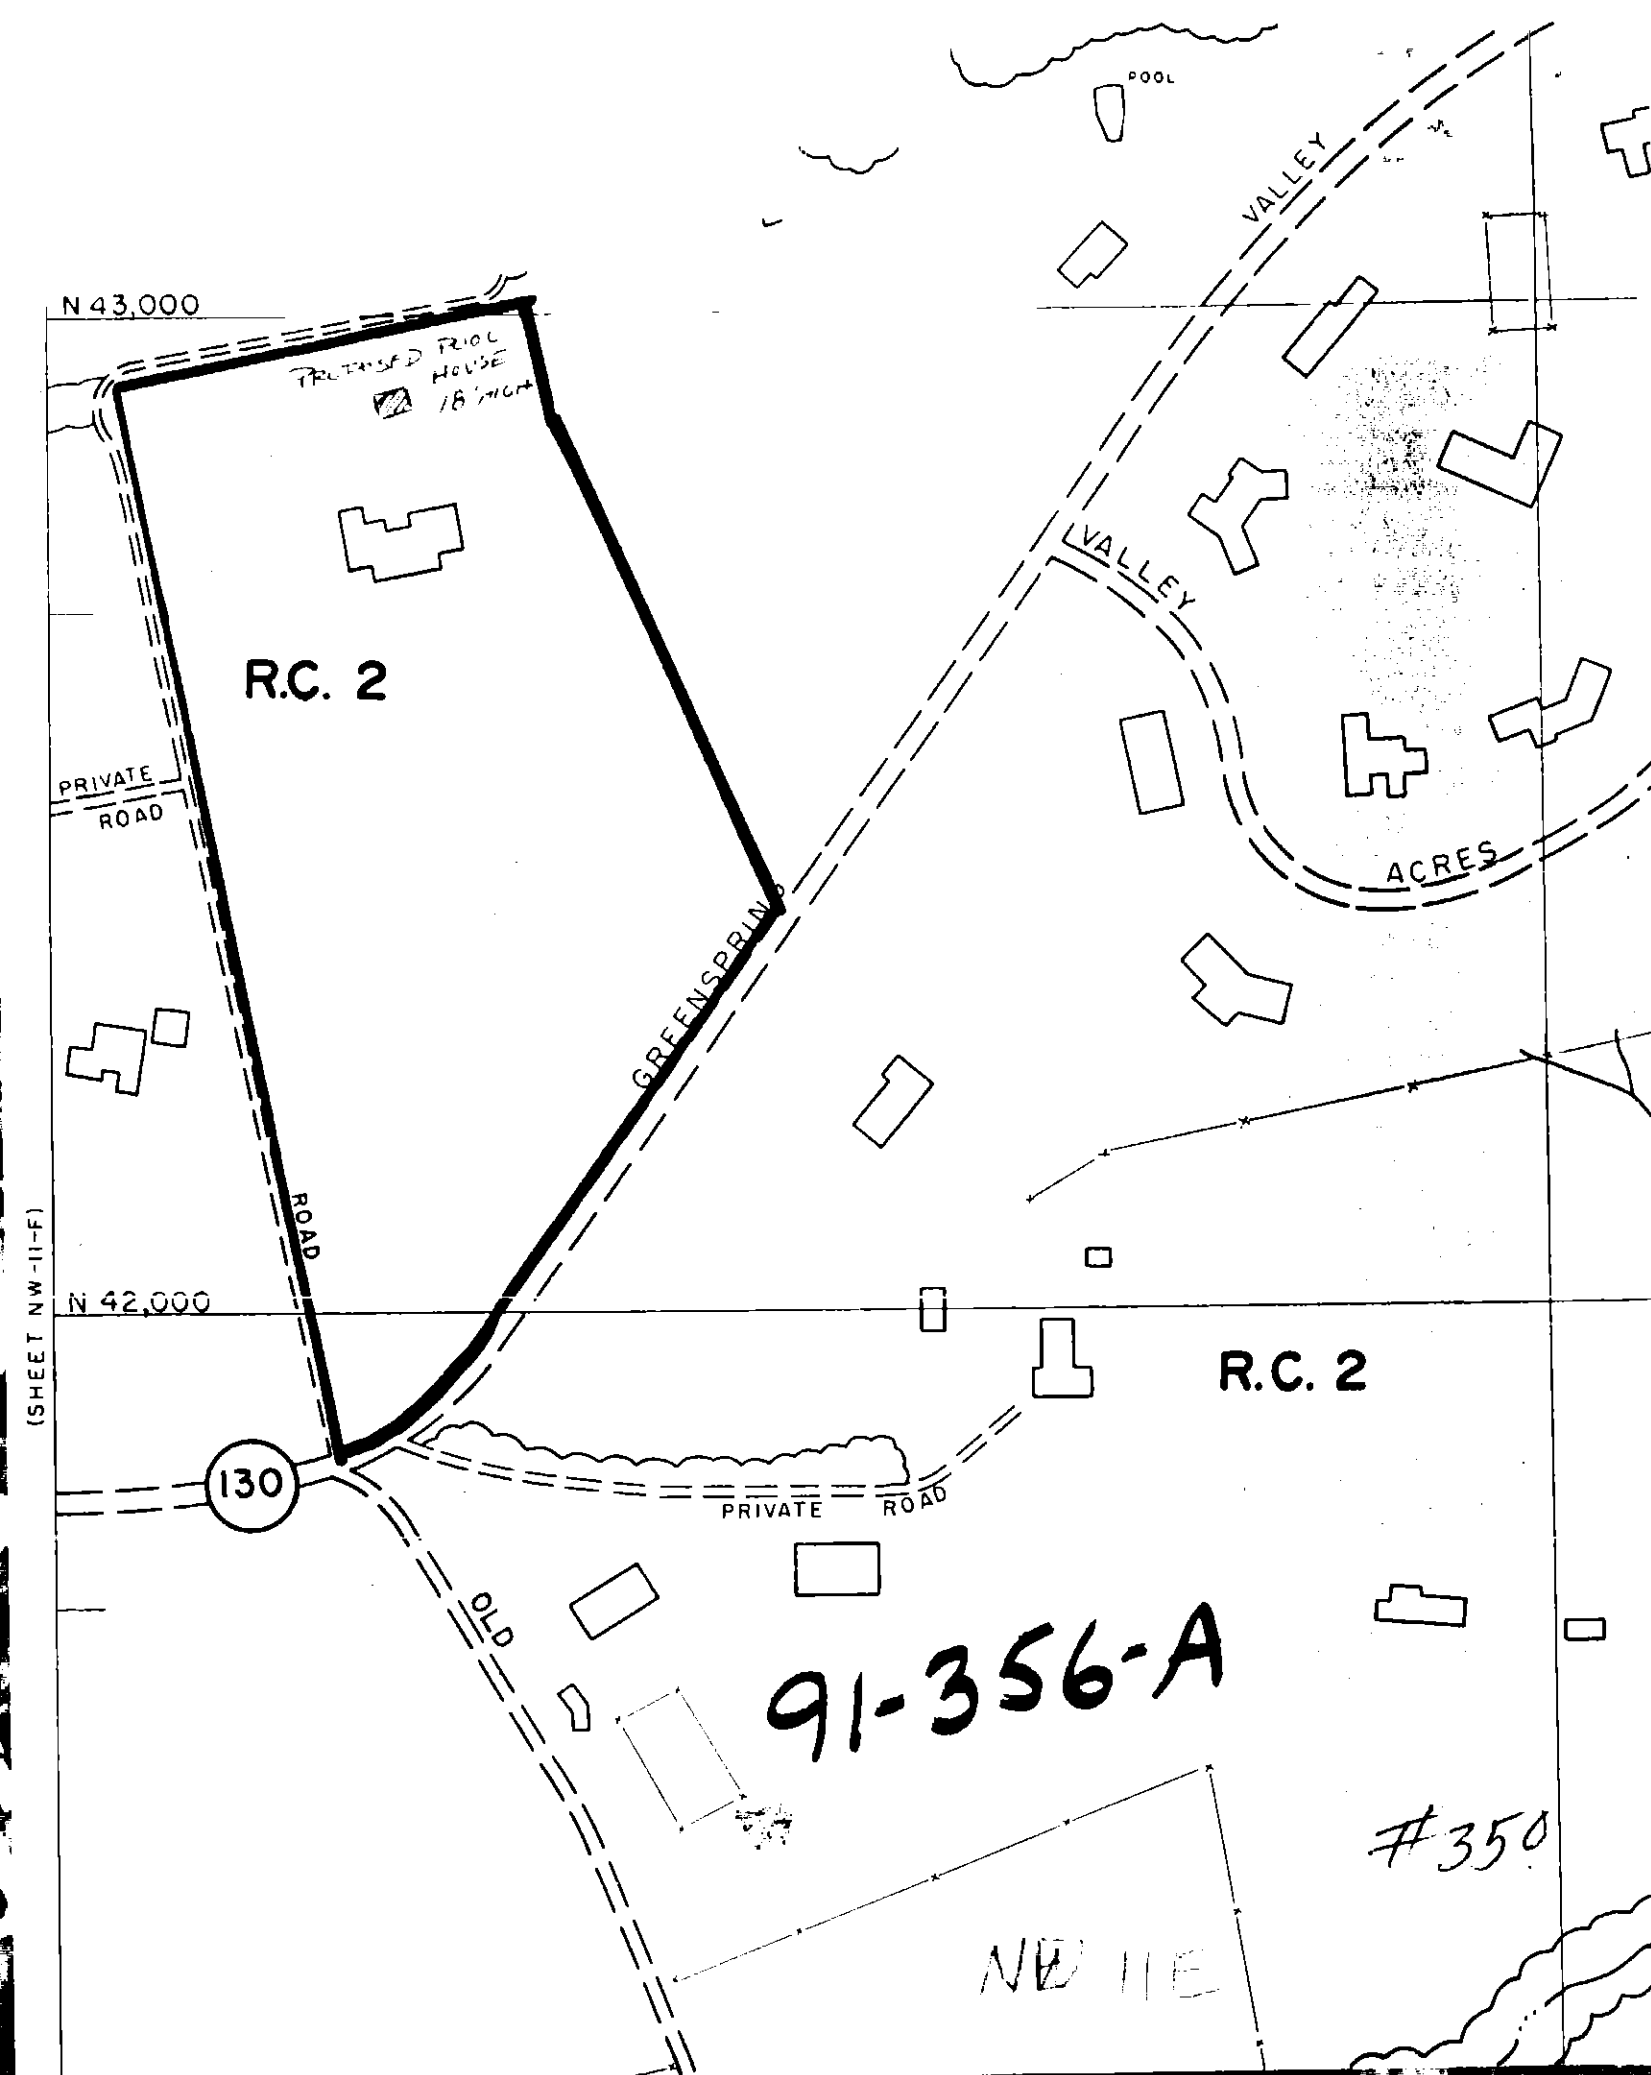 POOL
VALLEY
N 43,000
POOL
HOUSE
18' HIGH
VALLEY
R.C. 2
PRIVATE
ROAD
ACRES
GREENSPRING
ROAD
(SHEET NW-11-F)
N 42,000
R.C. 2
130
PRIVATE ROAD
OLD
91-356-A
#350
NW 11E